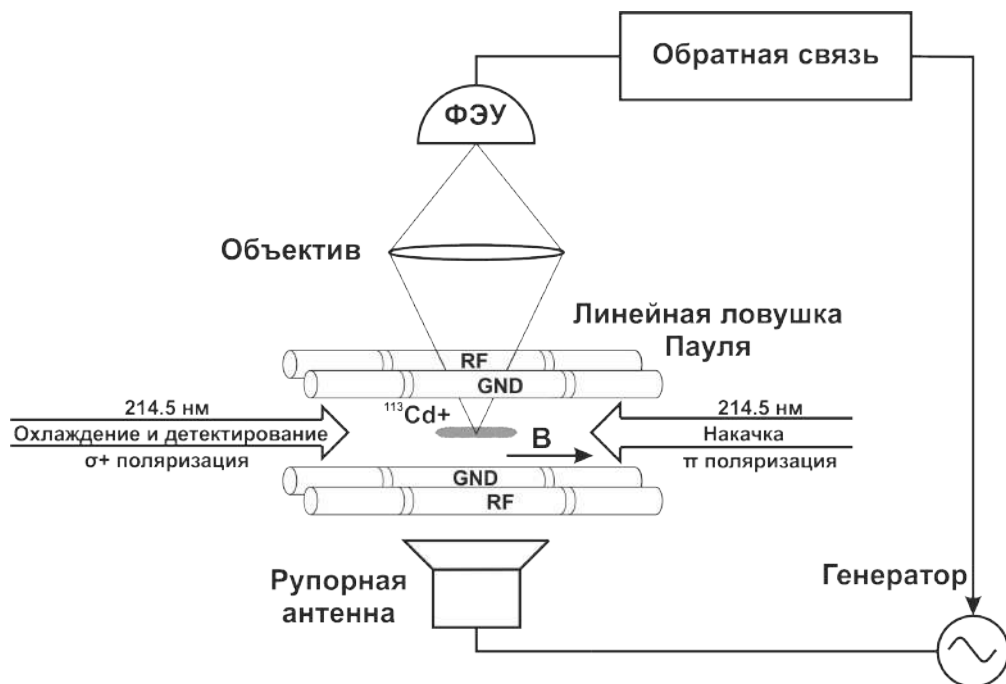 Обратная связь
ФЭУ
Объектив
Линейная ловушка
Пауля
RF
GND
214.5 нм
Охлаждение и детектирование
σ+ поляризация
¹¹³Cd+
B
214.5 нм
Накачка
π поляризация
GND
RF
Рупорная
антенна
Генератор